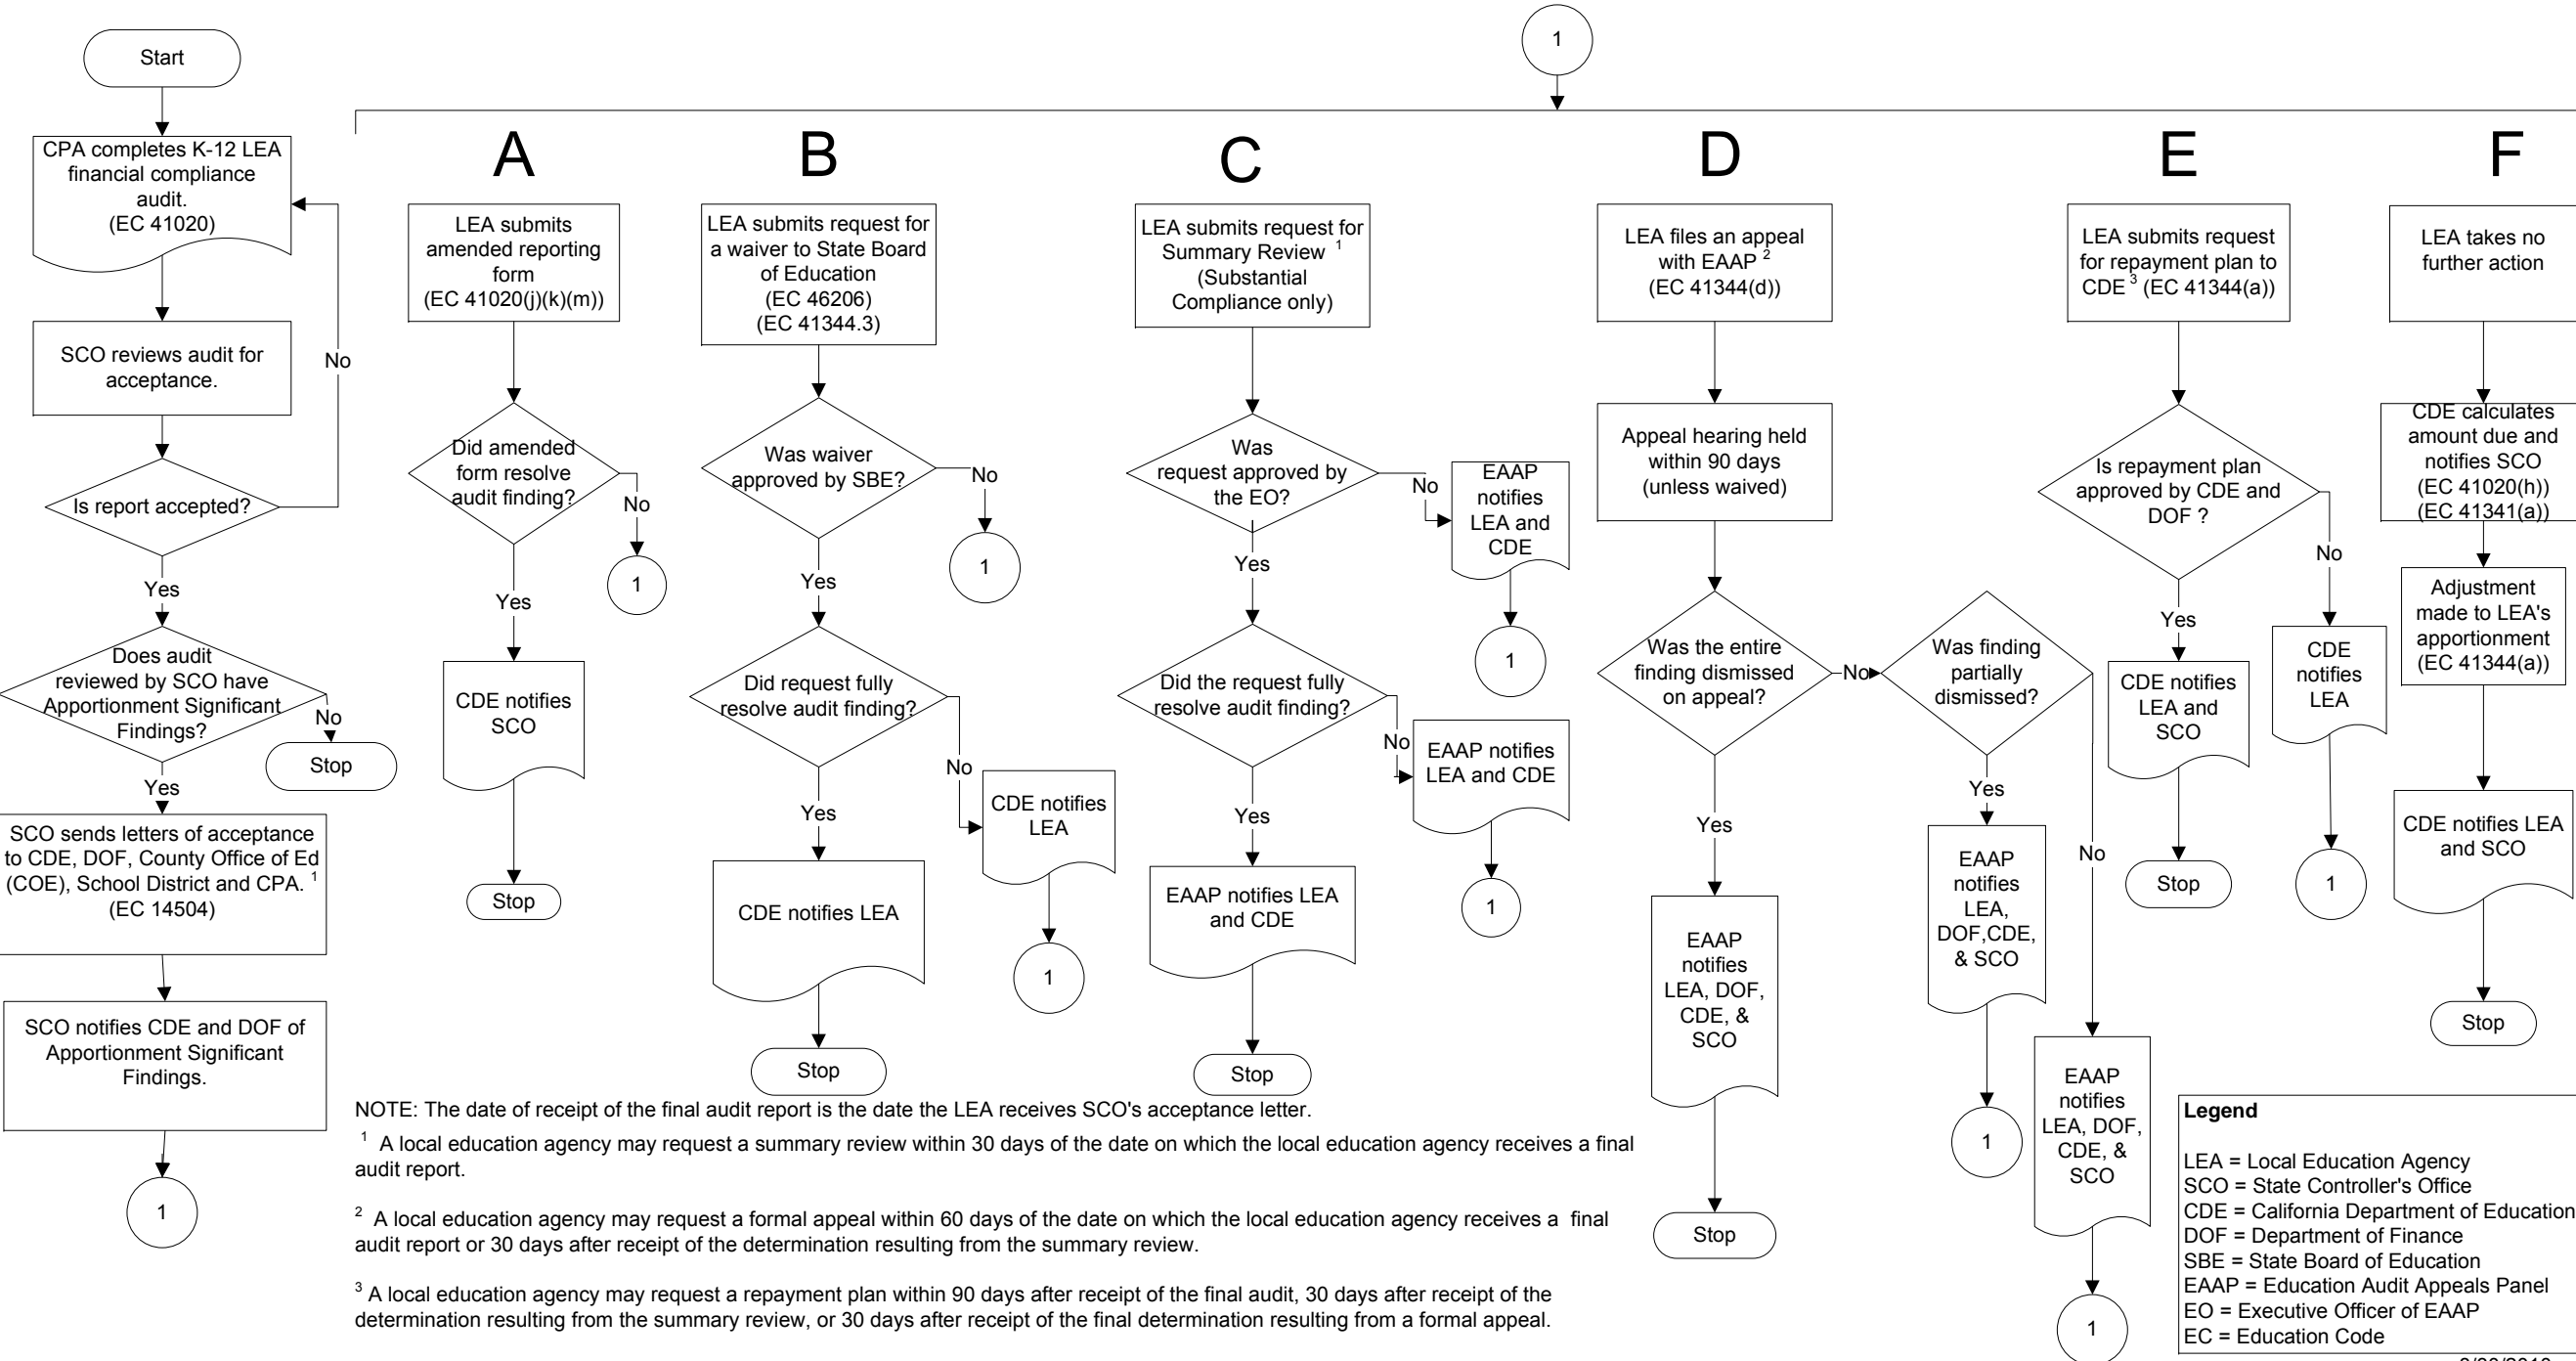 Start
CPA completes K-12 LEA
financial compliance
audit.
(EC 41020)
SCO reviews audit for
acceptance.
Is report accepted?
No
Yes
Does audit
reviewed by SCO have
Apportionment Significant
Findings?
No
Stop
Yes
SCO sends letters of acceptance
to CDE, DOF, County Office of Ed
(COE), School District and CPA. 1
(EC 14504)
SCO notifies CDE and DOF of
Apportionment Significant
Findings.
1
1
A
LEA submits
amended reporting
form
(EC 41020(j)(k)(m))
Did amended
form resolve
audit finding?
No
1
Yes
CDE notifies
SCO
Stop
B
LEA submits request for
a waiver to State Board
of Education
(EC 46206)
(EC 41344.3)
Was waiver
approved by SBE?
No
1
Yes
Did request fully
resolve audit finding?
No
CDE notifies
LEA
1
Yes
CDE notifies LEA
Stop
C
LEA submits request for
Summary Review 1
(Substantial
Compliance only)
Was
request approved by
the EO?
No
EAAP
notifies
LEA and
CDE
1
Yes
Did the request fully
resolve audit finding?
No
EAAP notifies
LEA and CDE
1
Yes
EAAP notifies LEA
and CDE
Stop
D
LEA files an appeal
with EAAP 2
(EC 41344(d))
Appeal hearing held
within 90 days
(unless waived)
Was the entire
finding dismissed
on appeal?
No
Was finding
partially
dismissed?
Yes
EAAP
notifies
LEA, DOF,
CDE, &
SCO
Stop
Yes
EAAP
notifies
LEA,
DOF,CDE,
& SCO
1
No
EAAP
notifies
LEA, DOF,
CDE, &
SCO
1
E
LEA submits request
for repayment plan to
CDE 3 (EC 41344(a))
Is repayment plan
approved by CDE and
DOF ?
No
CDE
notifies
LEA
1
Yes
CDE notifies
LEA and
SCO
Stop
F
LEA takes no
further action
CDE calculates
amount due and
notifies SCO
(EC 41020(h))
(EC 41341(a))
Adjustment
made to LEA's
apportionment
(EC 41344(a))
CDE notifies LEA
and SCO
Stop
NOTE: The date of receipt of the final audit report is the date the LEA receives SCO's acceptance letter.
1 A local education agency may request a summary review within 30 days of the date on which the local education agency receives a final
audit report.
2 A local education agency may request a formal appeal within 60 days of the date on which the local education agency receives a final
audit report or 30 days after receipt of the determination resulting from the summary review.
3 A local education agency may request a repayment plan within 90 days after receipt of the final audit, 30 days after receipt of the
determination resulting from the summary review, or 30 days after receipt of the final determination resulting from a formal appeal.
Legend
LEA = Local Education Agency
SCO = State Controller's Office
CDE = California Department of Education
DOF = Department of Finance
SBE = State Board of Education
EAAP = Education Audit Appeals Panel
EO = Executive Officer of EAAP
EC = Education Code